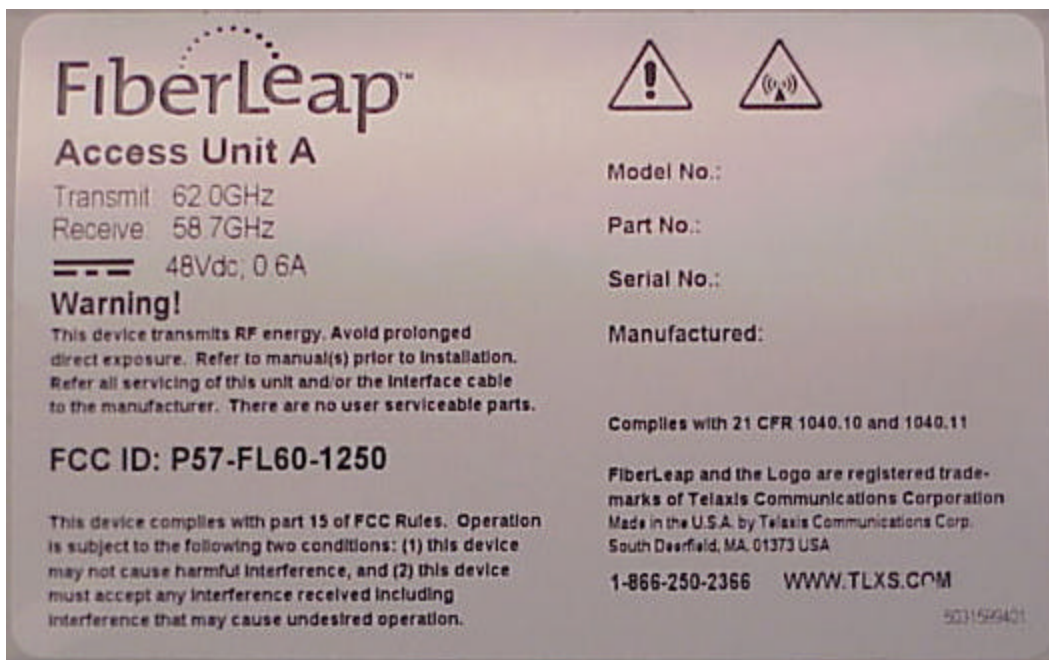 FiberLeap™
Access Unit A
Transmit: 62.0GHz
Receive: 58.7GHz
48Vdc; 0.6A
Warning!
This device transmits RF energy. Avoid prolonged
direct exposure. Refer to manual(s) prior to installation.
Refer all servicing of this unit and/or the interface cable
to the manufacturer. There are no user serviceable parts.
FCC ID: P57-FL60-1250
This device complies with part 15 of FCC Rules. Operation
is subject to the following two conditions: (1) this device
may not cause harmful interference, and (2) this device
must accept any interference received including
interference that may cause undesired operation.
Model No.:
Part No.:
Serial No.:
Manufactured:
Complies with 21 CFR 1040.10 and 1040.11
FiberLeap and the Logo are registered trade-
marks of Telaxis Communications Corporation
Made in the U.S.A. by Telaxis Communications Corp.
South Deerfield, MA. 01373 USA
1-866-250-2366 WWW.TLXS.COM
5031599401